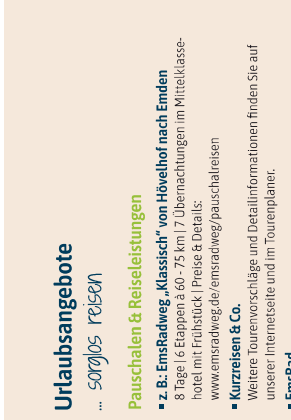 Urlaubsangebote
... sorglos reisen
Pauschalen & Reiseleistungen
▪ z. B.: EmsRadweg „Klassisch“ von Hövelhof nach Emden
8 Tage | 6 Etappen à 60 - 75 km | 7 Übernachtungen im Mittelklasse-
hotel mit Frühstück | Preise & Details:
www.emsradweg.de/emsradweg/pauschalreisen
▪ Kurzreisen & Co.
Weitere Tourenvorschläge und Detailinformationen finden Sie auf
unserer Internetseite und im Tourenplaner.